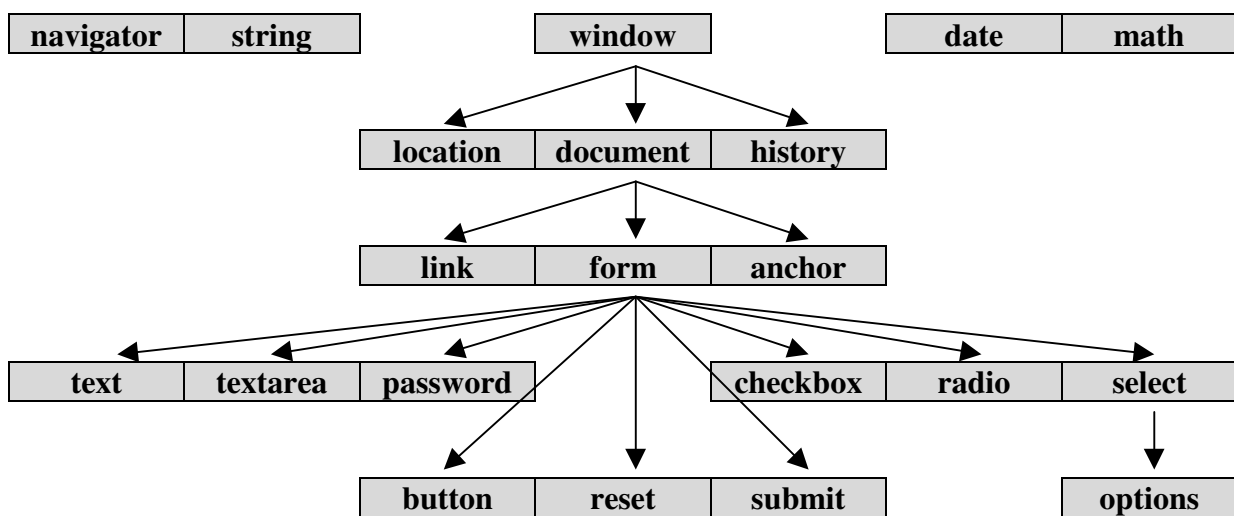 navigator string window date math
location document history
link form anchor
text textarea password checkbox radio select
button reset submit options